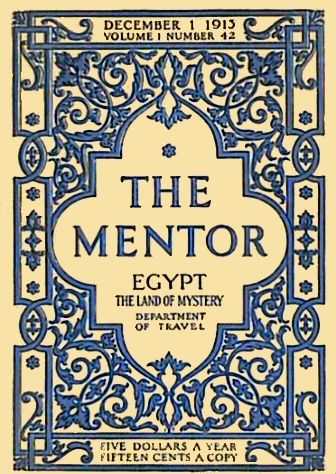 DECEMBER 1 1913
VOLUME 1 NUMBER 42
THE
MENTOR
EGYPT
THE LAND OF MYSTERY
DEPARTMENT
OF TRAVEL
FIVE DOLLARS A YEAR
FIFTEEN CENTS A COPY